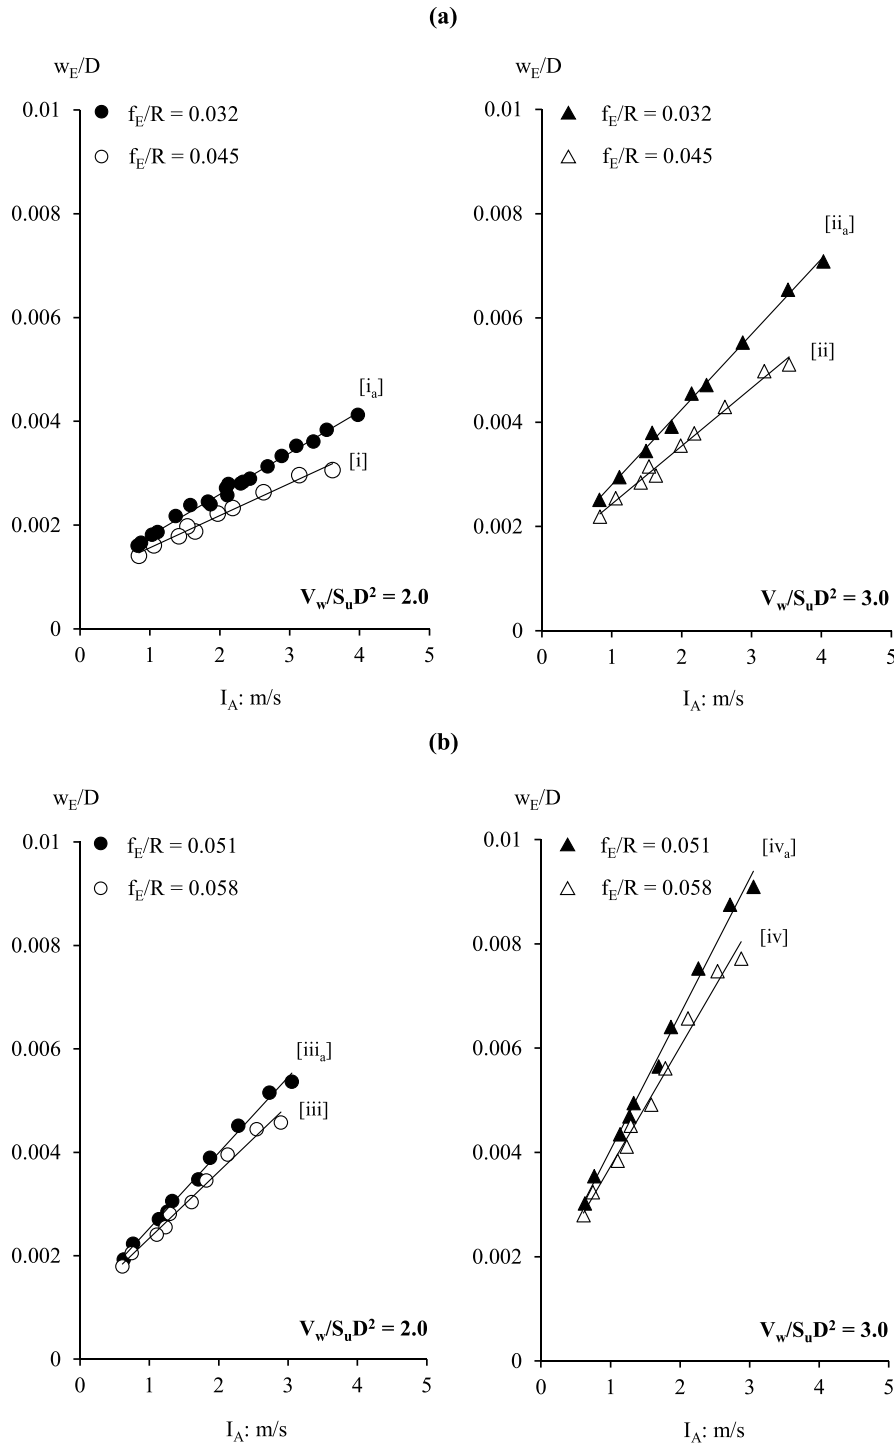 (a)
w_E/D
0.01
0.008
0.006
0.004
0.002
0
f_E/R = 0.032
f_E/R = 0.045
[i_a]
[i]
V_w/S_uD² = 2.0
0 1 2 3 4 5
I_A: m/s
w_E/D
0.01
0.008
0.006
0.004
0.002
0
f_E/R = 0.032
f_E/R = 0.045
[ii_a]
[ii]
V_w/S_uD² = 3.0
0 1 2 3 4 5
I_A: m/s
(b)
w_E/D
0.01
0.008
0.006
0.004
0.002
0
f_E/R = 0.051
f_E/R = 0.058
[iii_a]
[iii]
V_w/S_uD² = 2.0
0 1 2 3 4 5
I_A: m/s
w_E/D
0.01
0.008
0.006
0.004
0.002
0
f_E/R = 0.051
f_E/R = 0.058
[iv_a]
[iv]
V_w/S_uD² = 3.0
0 1 2 3 4 5
I_A: m/s